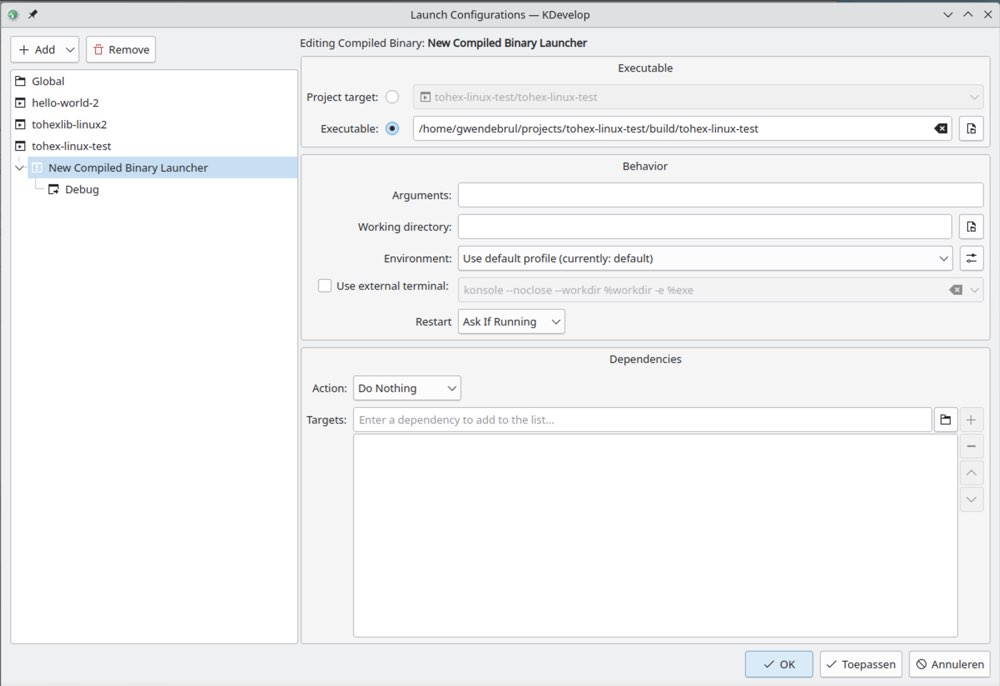 Launch Configurations — KDevelop
Add
Remove
Global
hello-world-2
tohexlib-linux2
tohex-linux-test
New Compiled Binary Launcher
Debug
Editing Compiled Binary: New Compiled Binary Launcher
Executable
Project target: tohex-linux-test/tohex-linux-test
Executable: /home/gwendebrul/projects/tohex-linux-test/build/tohex-linux-test
Behavior
Arguments:
Working directory:
Environment: Use default profile (currently: default)
Use external terminal: konsole --noclose --workdir %workdir -e %exe
Restart Ask If Running
Dependencies
Action: Do Nothing
Targets: Enter a dependency to add to the list...
OK Toepassen Annuleren